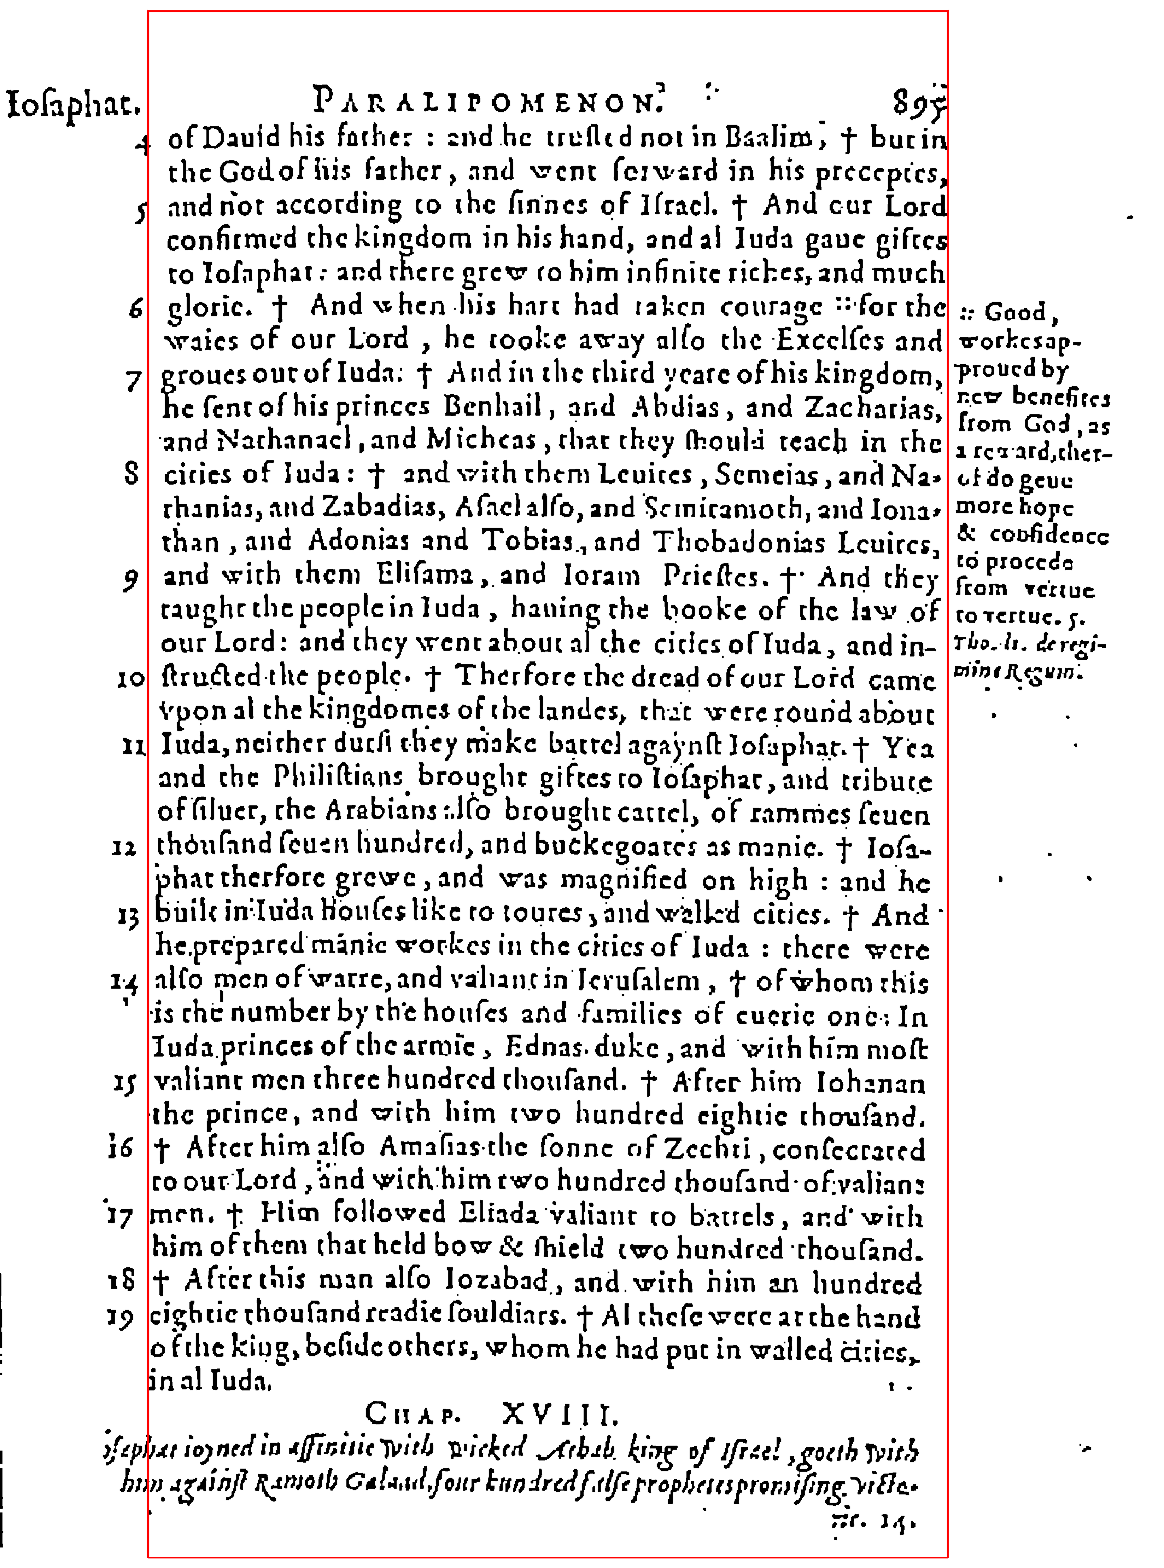 Ioſaphat. PARALIPOMENON. 895
4 of Dauid his father : and he truſted not in Baalim, † but in
the God of his father, and went forward in his preceptes,
5 and not according to the ſinnes of Iſrael. † And our Lord
confirmed the kingdom in his hand, and al Iuda gaue giftes
to Ioſaphat: and there grew to him infinite riches, and much
6 glorie. † And when his hart had taken courage :: for the
waies of our Lord, he tooke away alſo the Excelſes and
7 groues out of Iuda: † And in the third yeare of his kingdom,
he ſent of his princes Benhail, and Abdias, and Zacharias,
and Nathanael, and Micheas, that they ſhould teach in the
8 cities of Iuda: † and with them Leuites, Semeias, and Na-
thanias, and Zabadias, Aſael alſo, and Semiramoth, and Iona-
than, and Adonias and Tobias, and Thobadonias Leuites,
9 and with them Eliſama, and Ioram Prieſtes. † And they
taught the people in Iuda, hauing the booke of the law of
our Lord: and they went about al the cities of Iuda, and in-
10 ſtructed the people. † Therfore the dread of our Lord came
vpon al the kingdomes of the landes, that were round about
11 Iuda, neither durſt they make battel agaynſt Ioſaphat. † Yea
and the Philiſtians brought giftes to Ioſaphat, and tribute
of ſiluer, the Arabians alſo brought cattel, of rammes ſeuen
12 thouſand ſeuen hundred, and buckegoates as manie. † Ioſa-
phat therfore grewe, and was magnified on high : and he
13 built in Iuda houſes like to toures, and walled cities. † And
he prepared manie workes in the cities of Iuda : there were
14 alſo men of warre, and valiant in Ieruſalem, † of whom this
is the number by the houſes and families of euerie one: In
Iuda princes of the armie, Ednas duke, and with him moſt
15 valiant men three hundred thouſand. † After him Iohanan
the prince, and with him two hundred eightie thouſand.
16 † After him alſo Amaſias the ſonne of Zechri, conſecrated
to our Lord, and with him two hundred thouſand of valiant
17 men. † Him folowed Eliada valiant to battels, and with
him of them that held bow & ſhield two hundred thouſand.
18 † After this man alſo Iozabad, and with him an hundred
19 eightie thouſand readie ſouldiars. † Al theſe were at the hand
of the king, beſide others, whom he had put in walled cities,
in al Iuda.
CHAP. XVIII.
Ioſaphat ioyned in affinitie with wicked Achab king of Iſrael, goeth with
him againſt Ramoth Galaad, four hundred falſe prophetes promiſing victo-
rie. 14.
:: Good,
workes ap-
proued by
new benefites
from God, as
a reward, ther-
of do geue
more hope
& confidence
to procede
from vertue
to vertue. S.
Tho. li. de regi-
mine Regum.